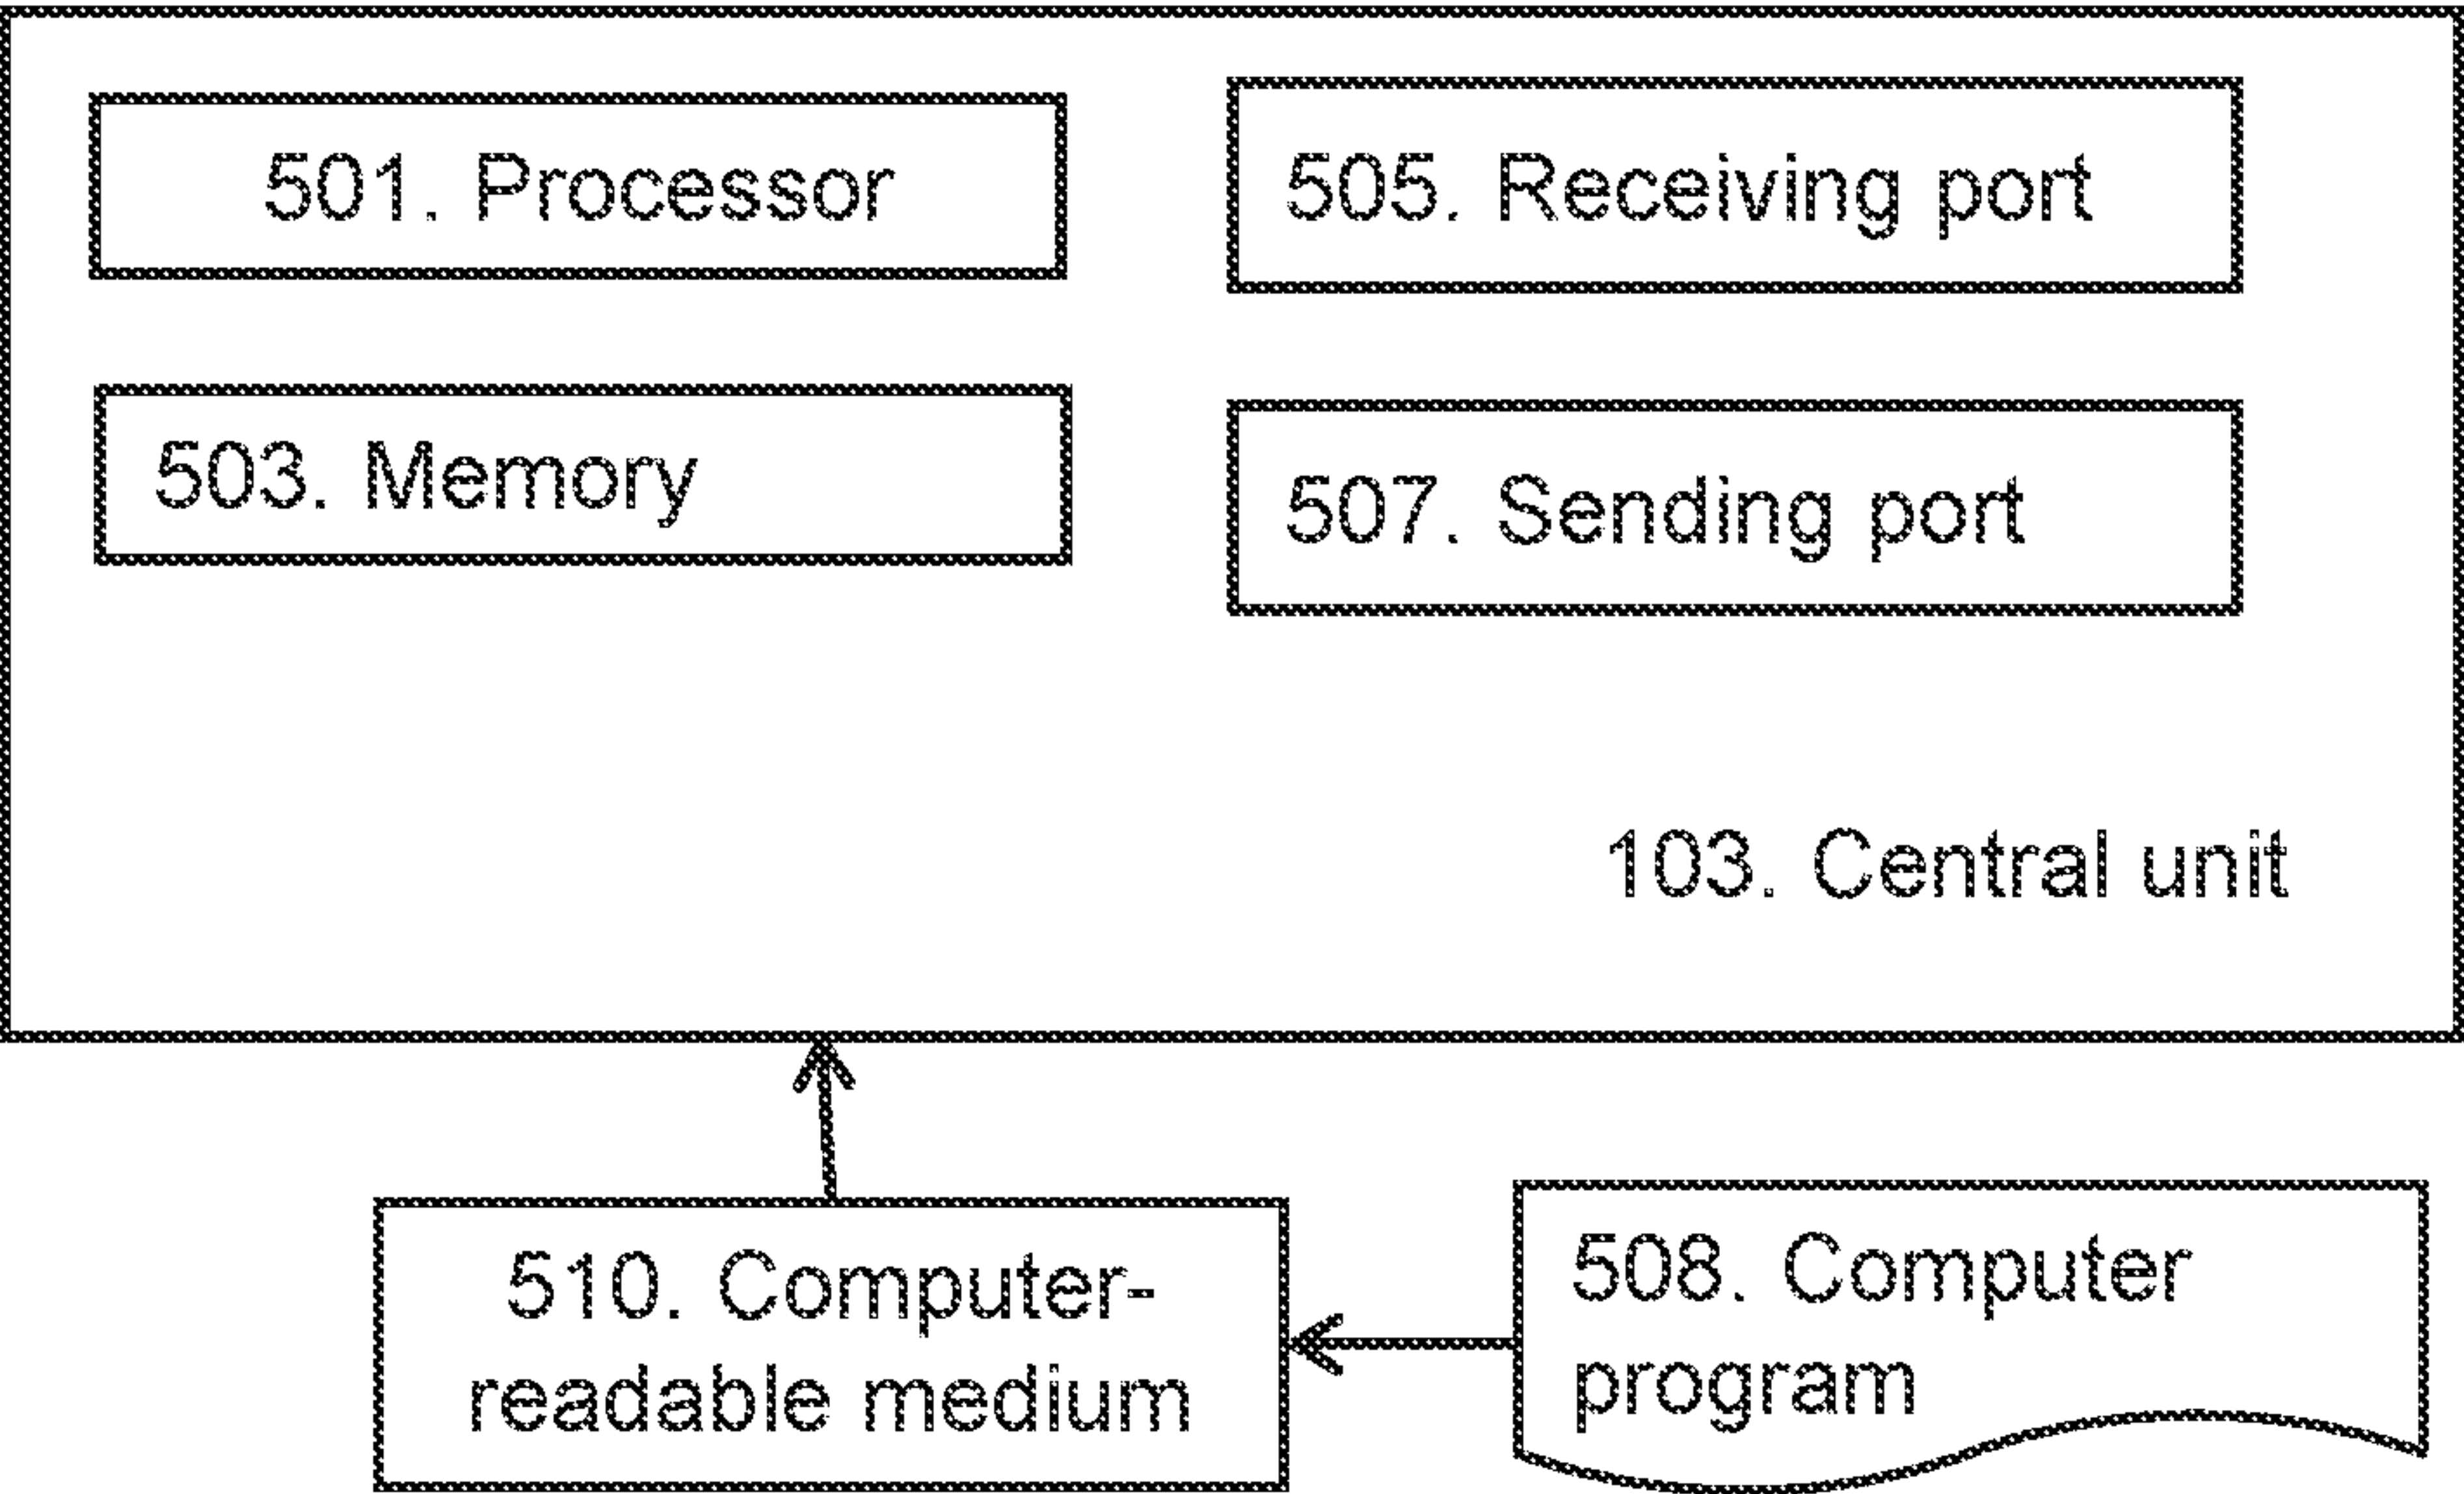 501. Processor
505. Receiving port
503. Memory
507. Sending port
103. Central unit
510. Computer-
readable medium
508. Computer
program